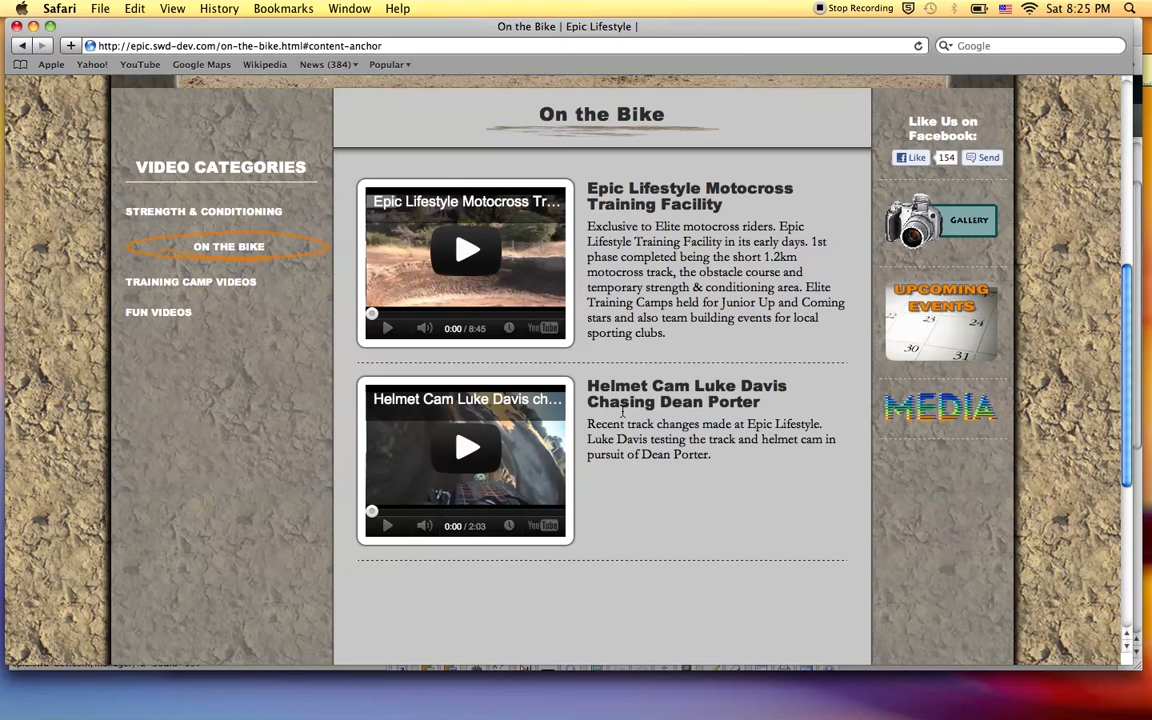 Safari File Edit View History Bookmarks Window Help Stop Recording Sat 8:25 PM
On the Bike | Epic Lifestyle |
http://epic.swd-dev.com/on-the-bike.html#content-anchor Google
Apple Yahoo! YouTube Google Maps Wikipedia News (384) Popular
On the Bike
VIDEO CATEGORIES
STRENGTH & CONDITIONING
ON THE BIKE
TRAINING CAMP VIDEOS
FUN VIDEOS
Epic Lifestyle Motocross Tr...
0:00 / 8:45 YouTube
Epic Lifestyle Motocross
Training Facility
Exclusive to Elite motocross riders. Epic
Lifestyle Training Facility in its early days. 1st
phase completed being the short 1.2km
motocross track, the obstacle course and
temporary strength & conditioning area. Elite
Training Camps held for Junior Up and Coming
stars and also team building events for local
sporting clubs.
Helmet Cam Luke Davis ch...
0:00 / 2:03 YouTube
Helmet Cam Luke Davis
Chasing Dean Porter
Recent track changes made at Epic Lifestyle.
Luke Davis testing the track and helmet cam in
pursuit of Dean Porter.
Like Us on
Facebook:
Like 154 Send
GALLERY
UPCOMING
EVENTS
22 23 24
30 31
MEDIA